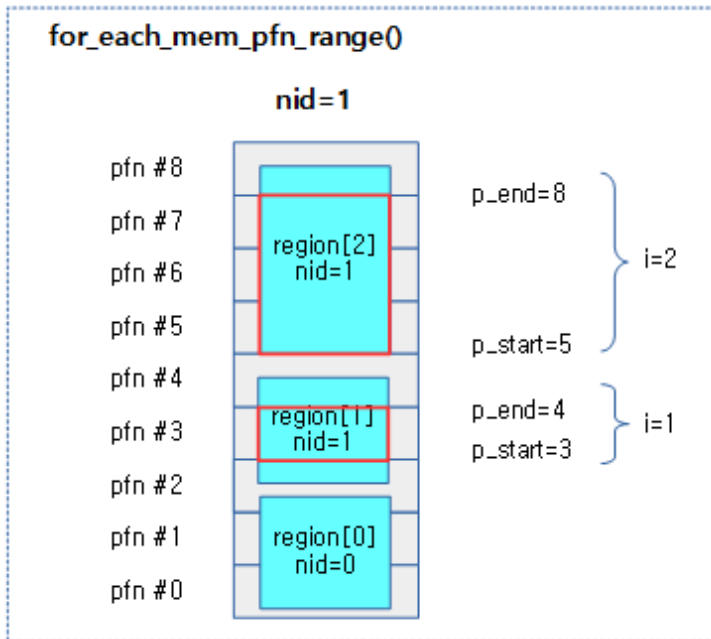 for_each_mem_pfn_range()
nid=1
pfn #8
pfn #7
pfn #6
pfn #5
pfn #4
pfn #3
pfn #2
pfn #1
pfn #0
region[2]
nid=1
region[1]
nid=1
region[0]
nid=0
p_end=8
p_start=5
i=2
p_end=4
p_start=3
i=1